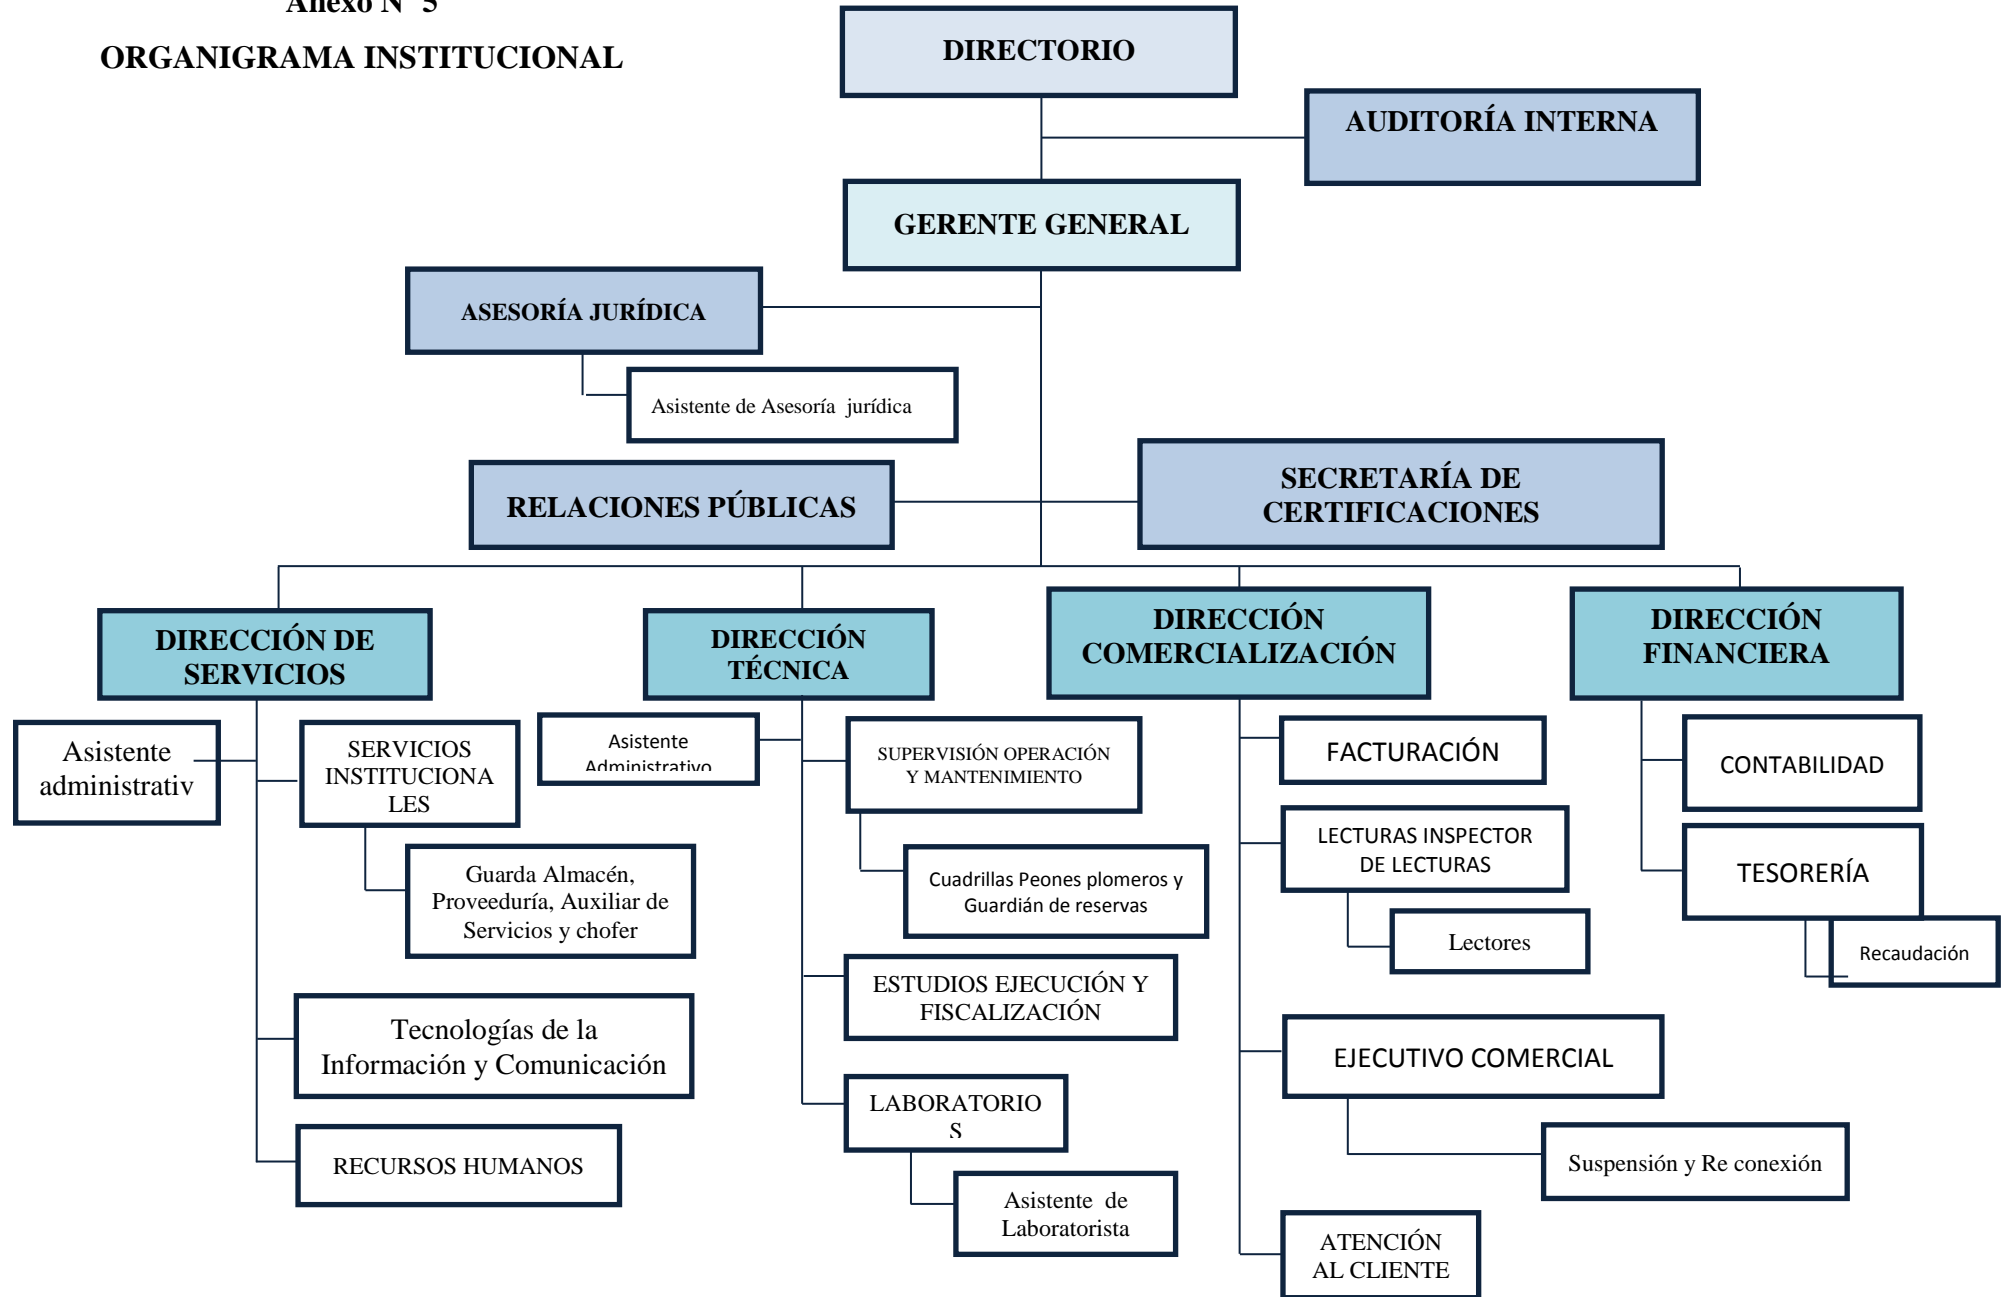 Anexo N° 5
ORGANIGRAMA INSTITUCIONAL
DIRECTORIO
AUDITORÍA INTERNA
GERENTE GENERAL
ASESORÍA JURÍDICA
Asistente de Asesoría jurídica
RELACIONES PÚBLICAS
SECRETARÍA DE
CERTIFICACIONES
DIRECCIÓN DE
SERVICIOS
DIRECCIÓN
TÉCNICA
DIRECCIÓN
COMERCIALIZACIÓN
DIRECCIÓN
FINANCIERA
Asistente
administrativ
SERVICIOS
INSTITUCIONA
LES
Guarda Almacén,
Proveeduría, Auxiliar de
Servicios y chofer
Tecnologías de la
Información y Comunicación
RECURSOS HUMANOS
Asistente
Administrativo
SUPERVISIÓN OPERACIÓN
Y MANTENIMIENTO
Cuadrillas Peones plomeros y
Guardián de reservas
ESTUDIOS EJECUCIÓN Y
FISCALIZACIÓN
LABORATORIO
S
Asistente de
Laboratorista
FACTURACIÓN
LECTURAS INSPECTOR
DE LECTURAS
Lectores
EJECUTIVO COMERCIAL
Suspensión y Re conexión
ATENCIÓN
AL CLIENTE
CONTABILIDAD
TESORERÍA
Recaudación